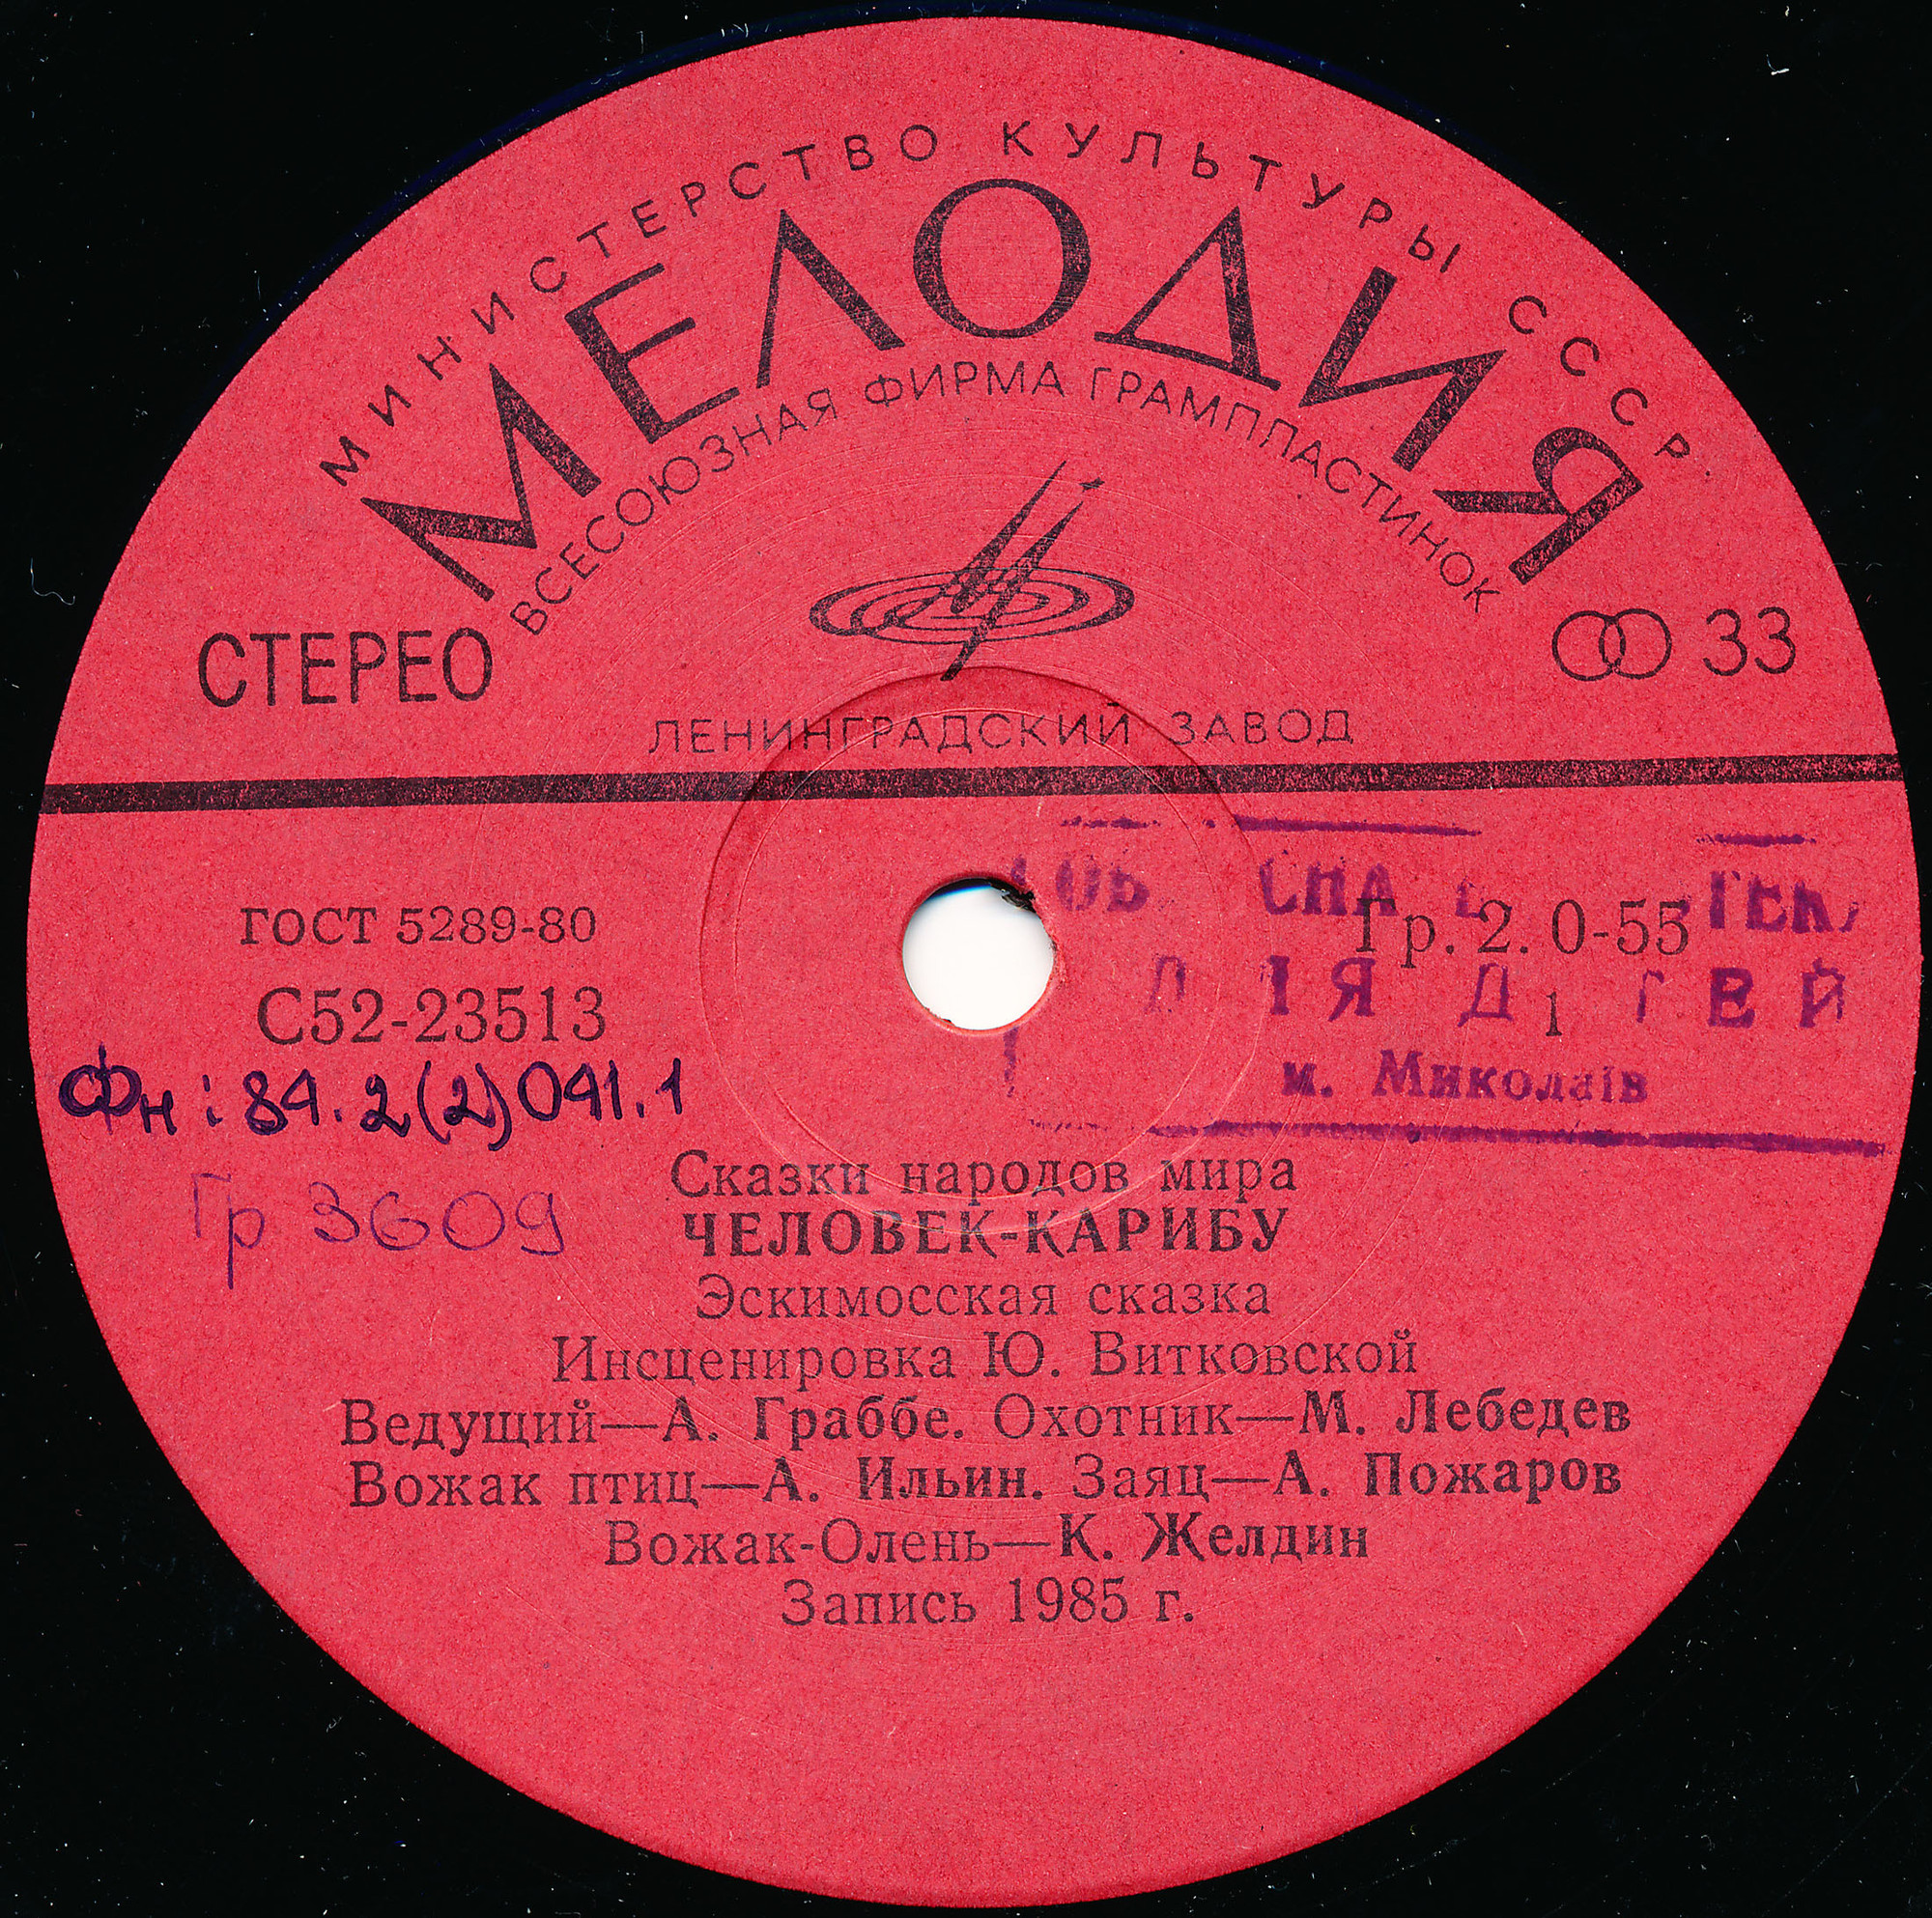 МИНИСТЕРСТВО КУЛЬТУРЫ СССР
МЕЛОДИЯ
ВСЕСОЮЗНАЯ ФИРМА ГРАМПЛАСТИНОК
СТЕРЕО
33
ЛЕНИНГРАДСКИЙ ЗАВОД
ГОСТ 5289-80
Гр. 2. 0-55
С52-23513
1
м. Миколаїв
Фн: 84.2(2)041.1
Гр 3609
Сказки народов мира
ЧЕЛОВЕК-КАРИБУ
Эскимосская сказка
Инсценировка Ю. Витковской
Ведущий—А. Граббе. Охотник—М. Лебедев
Вожак птиц—А. Ильин. Заяц—А. Пожаров
Вожак-Олень—К. Желдин
Запись 1985 г.